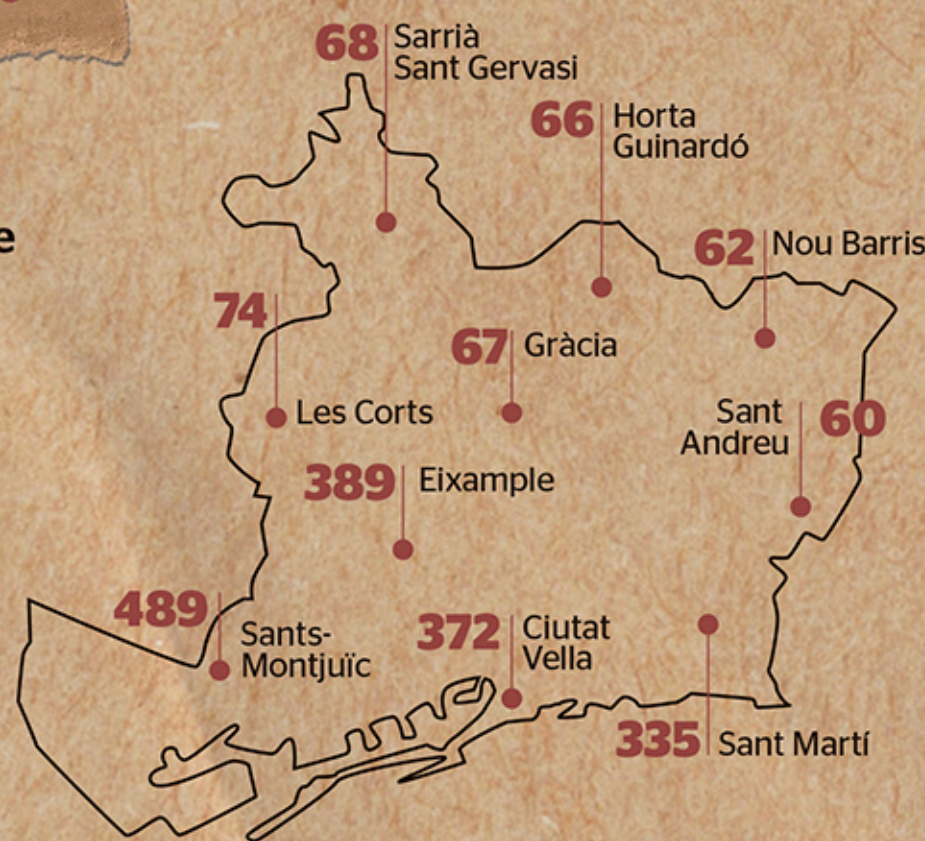 68 Sarrià
Sant Gervasi
66 Horta
Guinardó
e
62 Nou Barris
74
67 Gràcia
Les Corts
Sant 60
Andreu
389 Eixample
489
Sants-
Montjuïc
372 Ciutat
Vella
335 Sant Martí